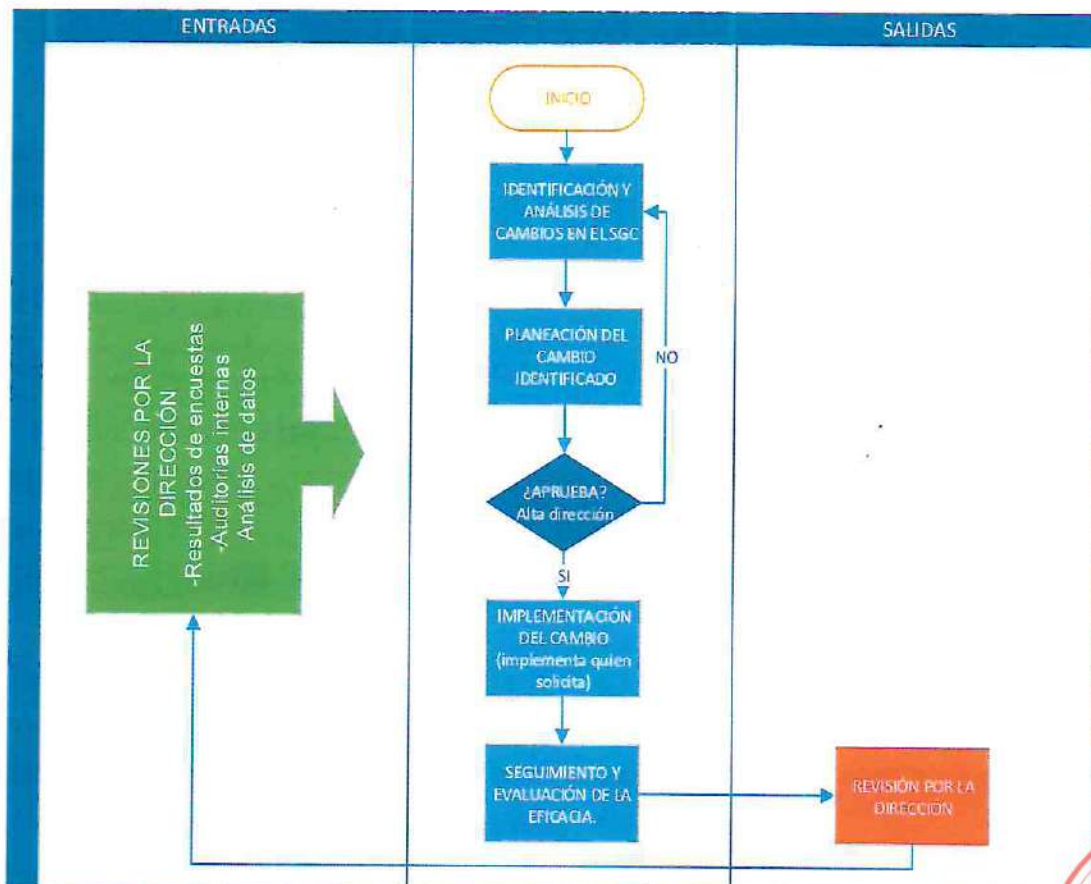 ENTRADAS
SALIDAS
INICIO
IDENTIFICACIÓN Y
ANÁLISIS DE
CAMBIOS EN EL SGC
PLANEACIÓN DEL
CAMBIO
IDENTIFICADO
NO
REVISIONES POR LA
DIRECCIÓN
-Resultados de encuestas
-Auditorías internas
Análisis de datos
¿APRUEBA?
Alta dirección
SI
IMPLEMENTACIÓN
DEL CAMBIO
(implementa quien
solicita)
SEGUIMIENTO Y
EVALUACIÓN DE LA
EFICACIA.
REVISIÓN POR LA
DIRECCIÓN